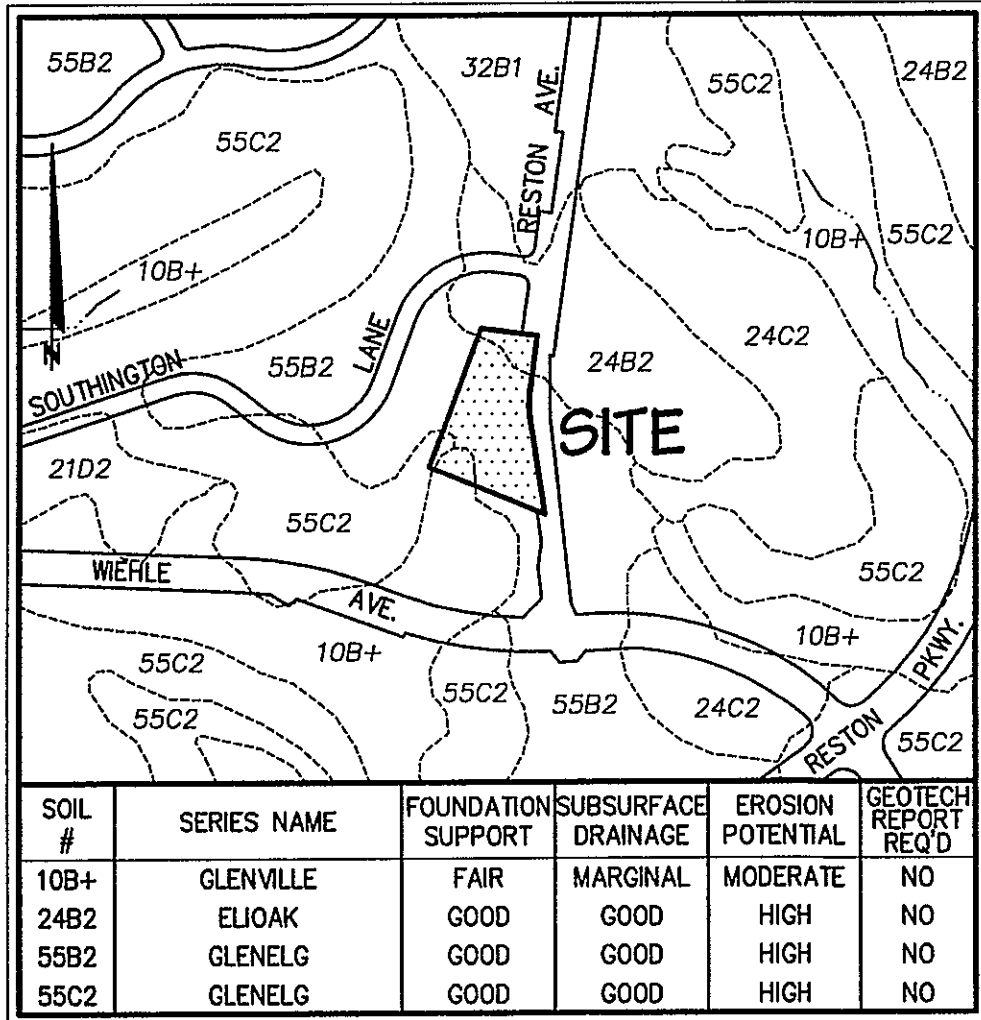 55B2
32B1
RESTON AVE.
55C2
24B2
55C2
10B+
10B+
55C2
LANE
24C2
SOUTHINGTON
55B2
24B2
N
SITE
21D2
55C2
WIEHLE
AVE.
55C2
10B+
10B+
PKWY.
55C2
55C2
55C2
55B2
24C2
RESTON
55C2
SOIL # SERIES NAME FOUNDATION SUPPORT SUBSURFACE DRAINAGE EROSION POTENTIAL GEOTECH REPORT REQ'D
10B+ GLENVILLE FAIR MARGINAL MODERATE NO
24B2 ELIOAK GOOD GOOD HIGH NO
55B2 GLENELG GOOD GOOD HIGH NO
55C2 GLENELG GOOD GOOD HIGH NO